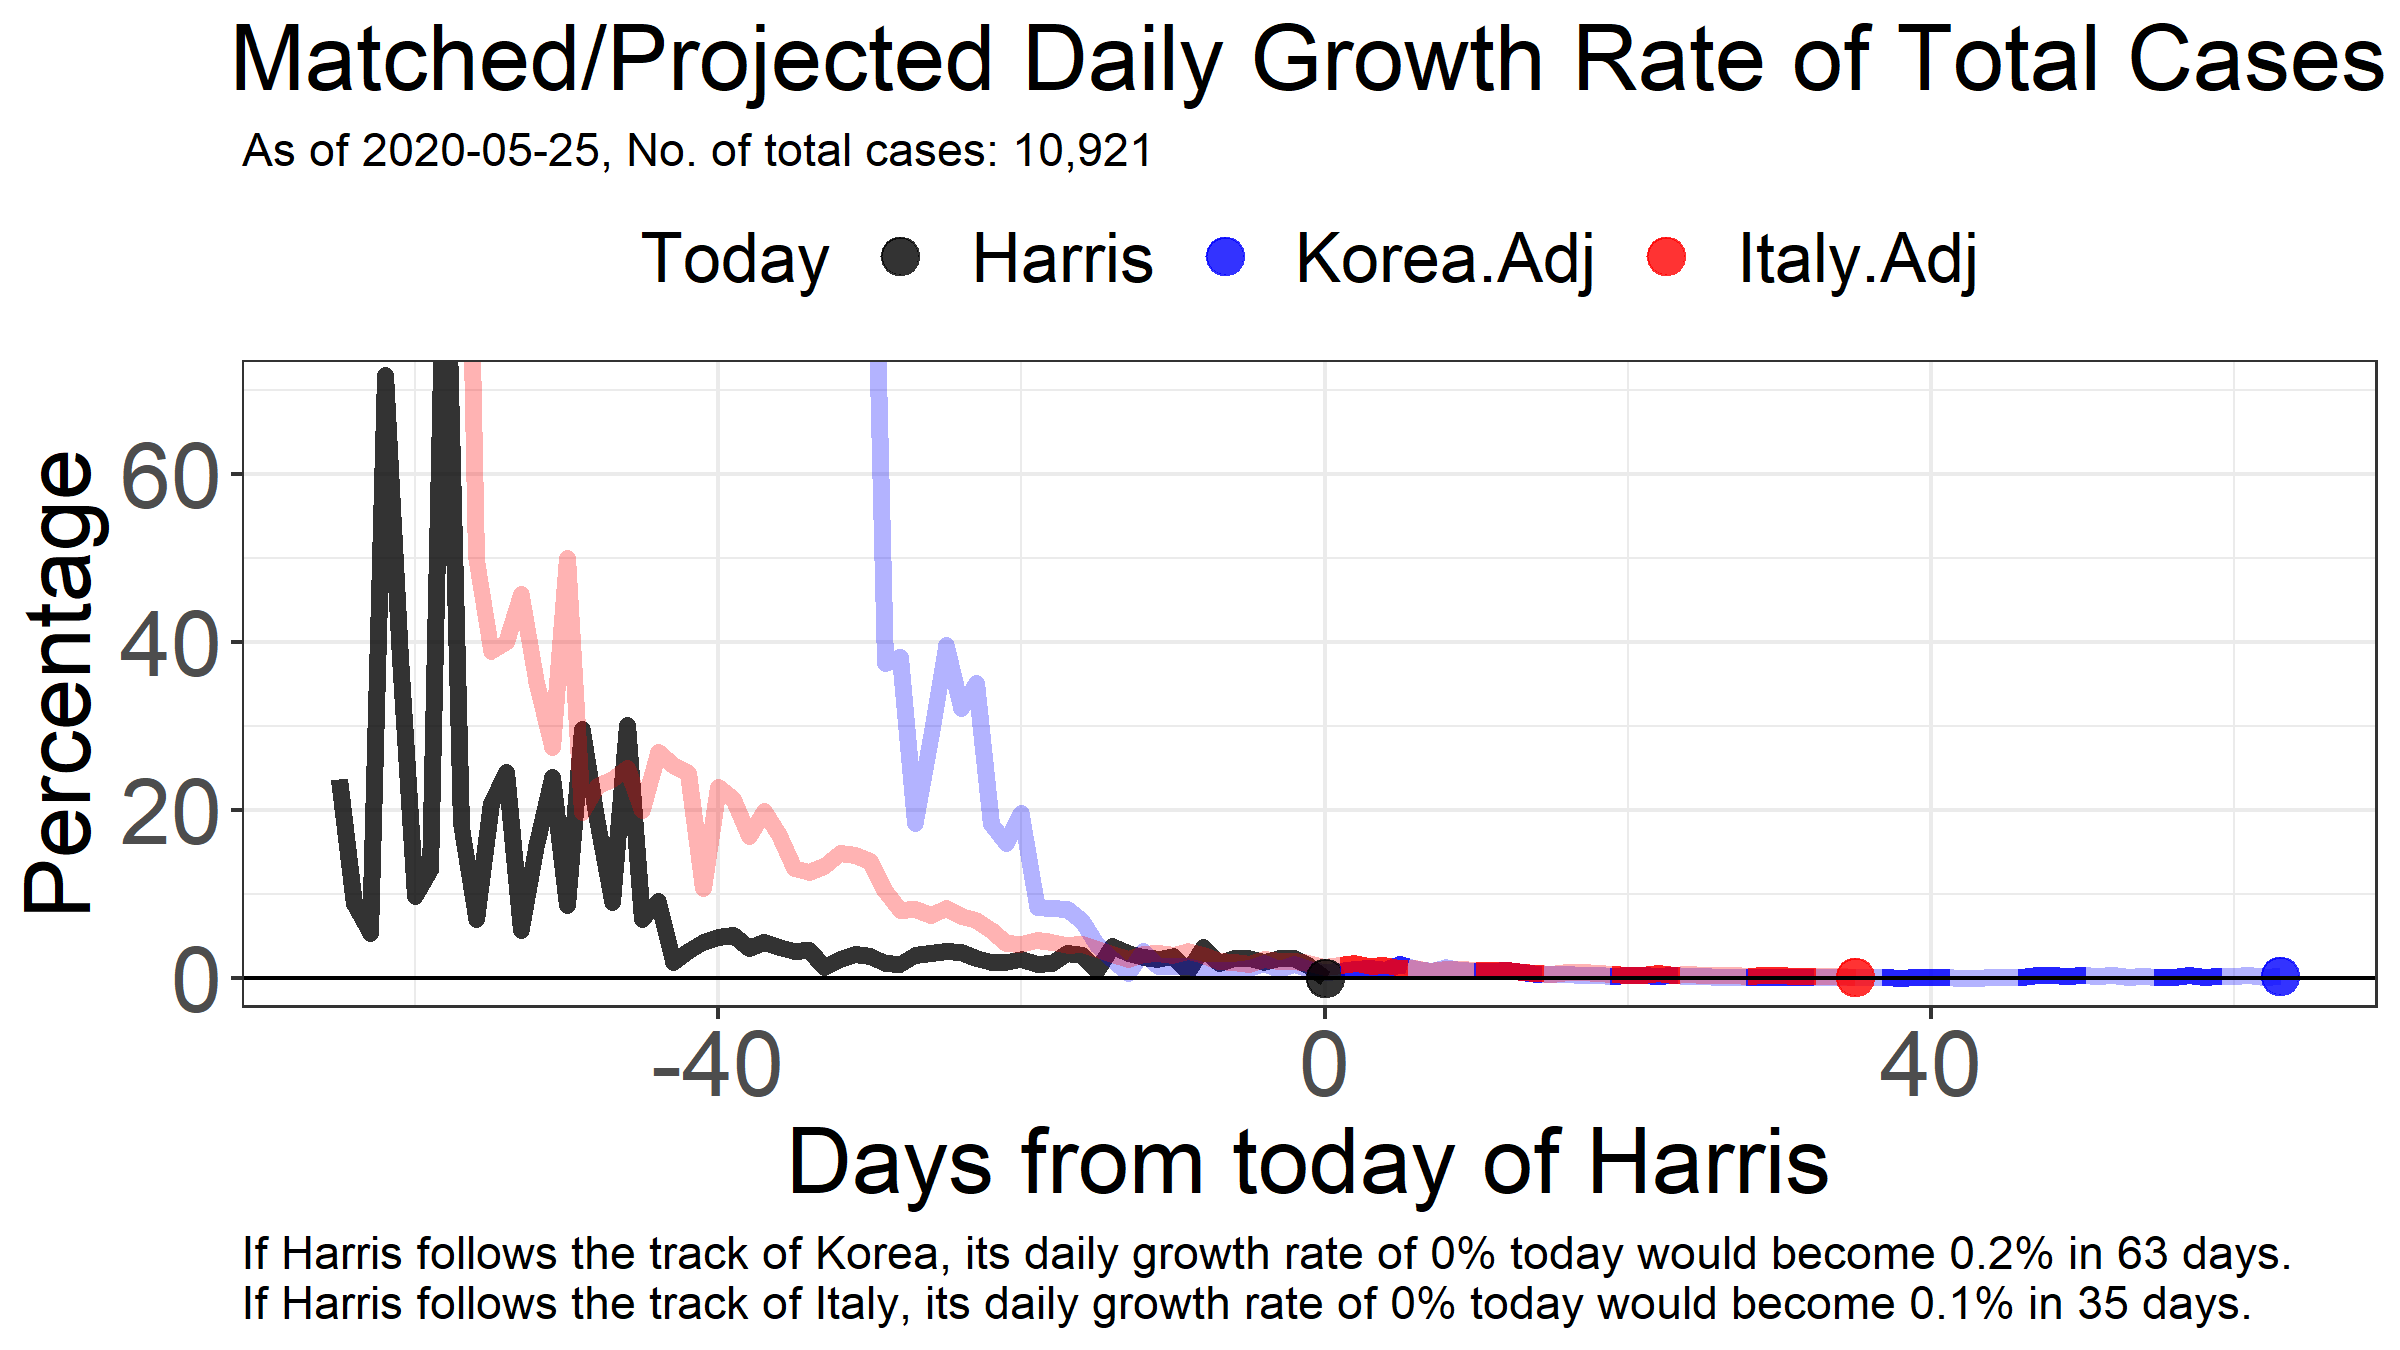 Matched/Projected Daily Growth Rate of Total Cases
As of 2020-05-25, No. of total cases: 10,921
Today Harris Korea.Adj Italy.Adj
Percentage
60
40
20
0
-40 0 40
Days from today of Harris
If Harris follows the track of Korea, its daily growth rate of 0% today would become 0.2% in 63 days.
If Harris follows the track of Italy, its daily growth rate of 0% today would become 0.1% in 35 days.